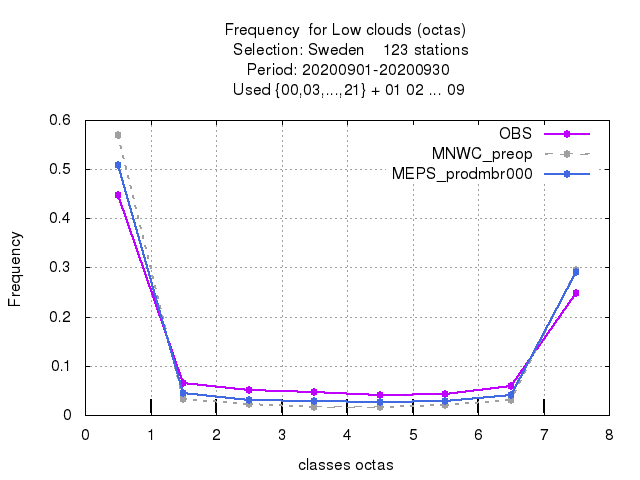 Frequency  for Low clouds (octas)
Selection: Sweden    123 stations
Period: 20200901-20200930
Used {00,03,...,21} + 01 02 ... 09
OBS
MNWC_preop
MEPS_prodmbr000
Frequency
0.6
0.5
0.4
0.3
0.2
0.1
0
0 1 2 3 4 5 6 7 8
classes octas